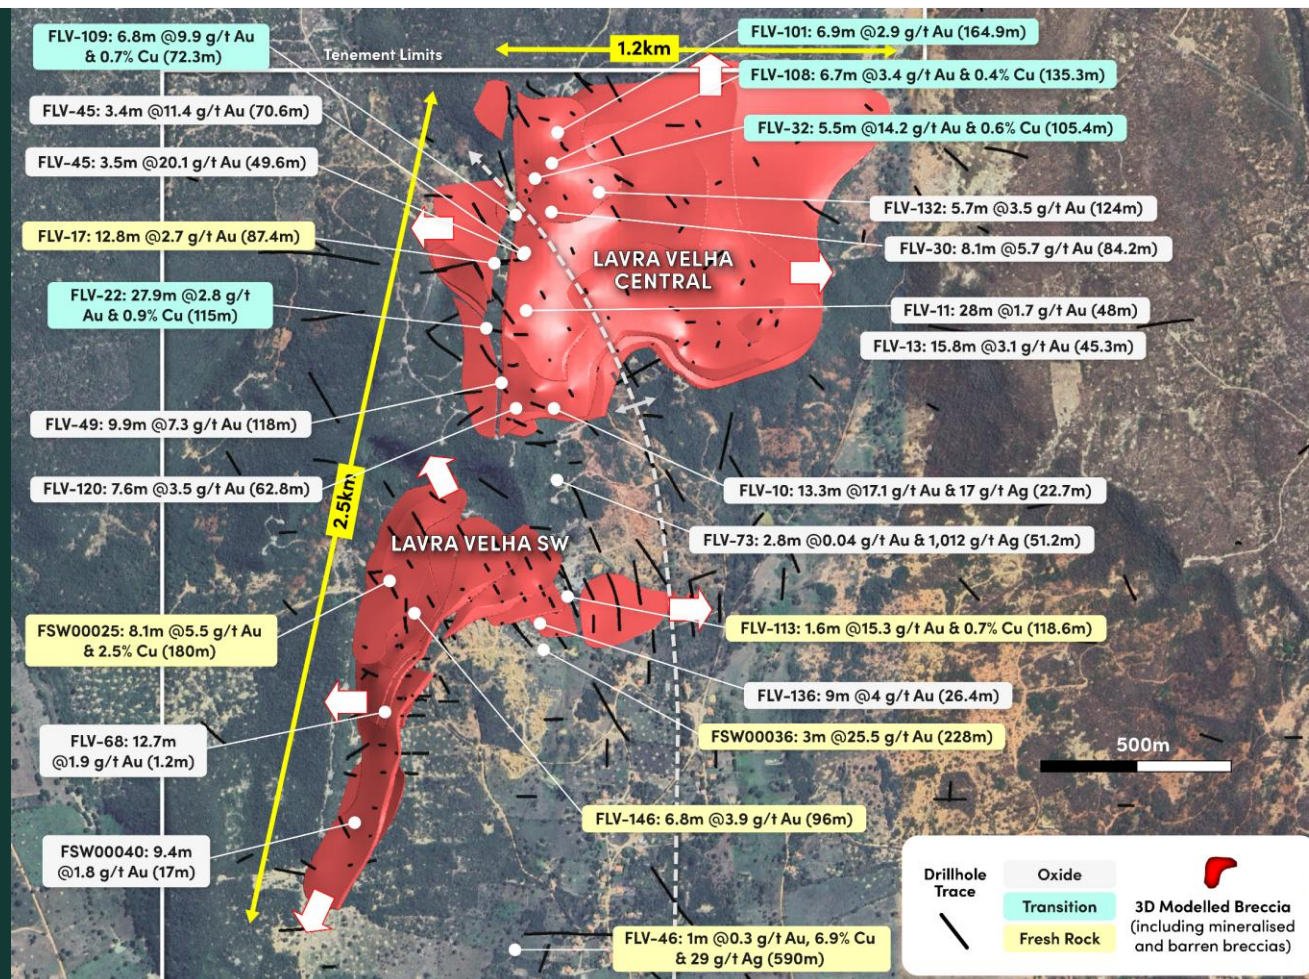 FLV-109: 6.8m @9.9 g/t Au
& 0.7% Cu (72.3m)
Tenement Limits
1.2km
FLV-101: 6.9m @2.9 g/t Au (164.9m)
FLV-108: 6.7m @3.4 g/t Au & 0.4% Cu (135.3m)
FLV-45: 3.4m @11.4 g/t Au (70.6m)
FLV-32: 5.5m @14.2 g/t Au & 0.6% Cu (105.4m)
FLV-45: 3.5m @20.1 g/t Au (49.6m)
FLV-132: 5.7m @3.5 g/t Au (124m)
FLV-17: 12.8m @2.7 g/t Au (87.4m)
FLV-30: 8.1m @5.7 g/t Au (84.2m)
LAVRA VELHA
CENTRAL
FLV-22: 27.9m @2.8 g/t
Au & 0.9% Cu (115m)
FLV-11: 28m @1.7 g/t Au (48m)
FLV-13: 15.8m @3.1 g/t Au (45.3m)
FLV-49: 9.9m @7.3 g/t Au (118m)
FLV-120: 7.6m @3.5 g/t Au (62.8m)
2.5km
FLV-10: 13.3m @17.1 g/t Au & 17 g/t Ag (22.7m)
LAVRA VELHA SW
FLV-73: 2.8m @0.04 g/t Au & 1,012 g/t Ag (51.2m)
FSW00025: 8.1m @5.5 g/t Au
& 2.5% Cu (180m)
FLV-113: 1.6m @15.3 g/t Au & 0.7% Cu (118.6m)
FLV-136: 9m @4 g/t Au (26.4m)
FLV-68: 12.7m
@1.9 g/t Au (1.2m)
FSW00036: 3m @25.5 g/t Au (228m)
500m
FLV-146: 6.8m @3.9 g/t Au (96m)
FSW00040: 9.4m
@1.8 g/t Au (17m)
FLV-46: 1m @0.3 g/t Au, 6.9% Cu
& 29 g/t Ag (590m)
Drillhole
Trace
Oxide
Transition
Fresh Rock
3D Modelled Breccia
(including mineralised
and barren breccias)